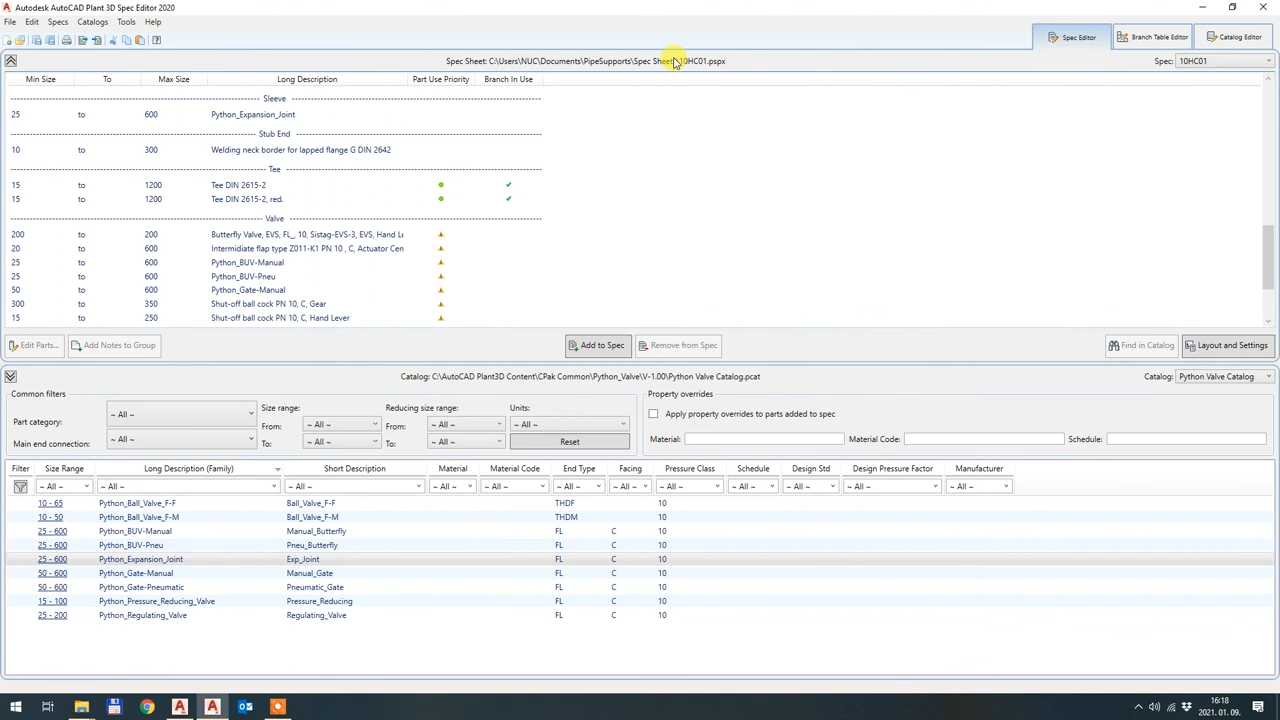 Autodesk AutoCAD Plant 3D Spec Editor 2020
File Edit Specs Catalogs Tools Help
Spec Editor Branch Table Editor Catalog Editor
Spec Sheet: C:\Users\NUC\Documents\PipeSupports\Spec Sheets\10HC01.pspx Spec: 10HC01
Min Size To Max Size Long Description Part Use Priority Branch In Use
Sleeve
25 to 600 Python_Expansion_Joint
Stub End
10 to 300 Welding neck border for lapped flange G DIN 2642
Tee
15 to 1200 Tee DIN 2615-2
15 to 1200 Tee DIN 2615-2, red.
Valve
200 to 200 Butterfly Valve, EVS, FL_, 10, Sistag-EVS-3, EVS, Hand Le
20 to 600 Intermidiate flap type Z011-K1 PN 10 , C, Actuator Cen
25 to 600 Python_BUV-Manual
25 to 600 Python_BUV-Pneu
50 to 600 Python_Gate-Manual
300 to 350 Shut-off ball cock PN 10, C, Gear
15 to 250 Shut-off ball cock PN 10, C, Hand Lever
Edit Parts... Add Notes to Group Add to Spec Remove from Spec Find in Catalog Layout and Settings
Catalog: C:\AutoCAD Plant3D Content\CPak Common\Python_Valve\V-1.00\Python Valve Catalog.pcat Catalog: Python Valve Catalog
Common filters Property overrides
Part category: ~ All ~ Size range: Reducing size range: Units: Apply property overrides to parts added to spec
From: ~ All ~ From: ~ All ~ ~ All ~
Main end connection: ~ All ~ To: ~ All ~ To: ~ All ~ Reset Material: Material Code: Schedule:
Filter Size Range Long Description (Family) Short Description Material Material Code End Type Facing Pressure Class Schedule Design Std Design Pressure Factor Manufacturer
~ All ~ ~ All ~ ~ All ~ ~ All ~ ~ All ~ ~ All ~ ~ All ~ ~ All ~ ~ All ~ ~ All ~ ~ All ~ ~ All ~
10 - 65 Python_Ball_Valve_F-F Ball_Valve_F-F THDF 10
10 - 50 Python_Ball_Valve_F-M Ball_Valve_F-M THDM 10
25 - 600 Python_BUV-Manual Manual_Butterfly FL C 10
25 - 600 Python_BUV-Pneu Pneu_Butterfly FL C 10
25 - 600 Python_Expansion_Joint Exp_Joint FL C 10
50 - 600 Python_Gate-Manual Manual_Gate FL C 10
50 - 600 Python_Gate-Pneumatic Pneumatic_Gate FL C 10
15 - 100 Python_Pressure_Reducing_Valve Pressure_Reducing FL C 10
25 - 200 Python_Regulating_Valve Regulating_Valve FL C 10
16:18
2021. 01. 09.